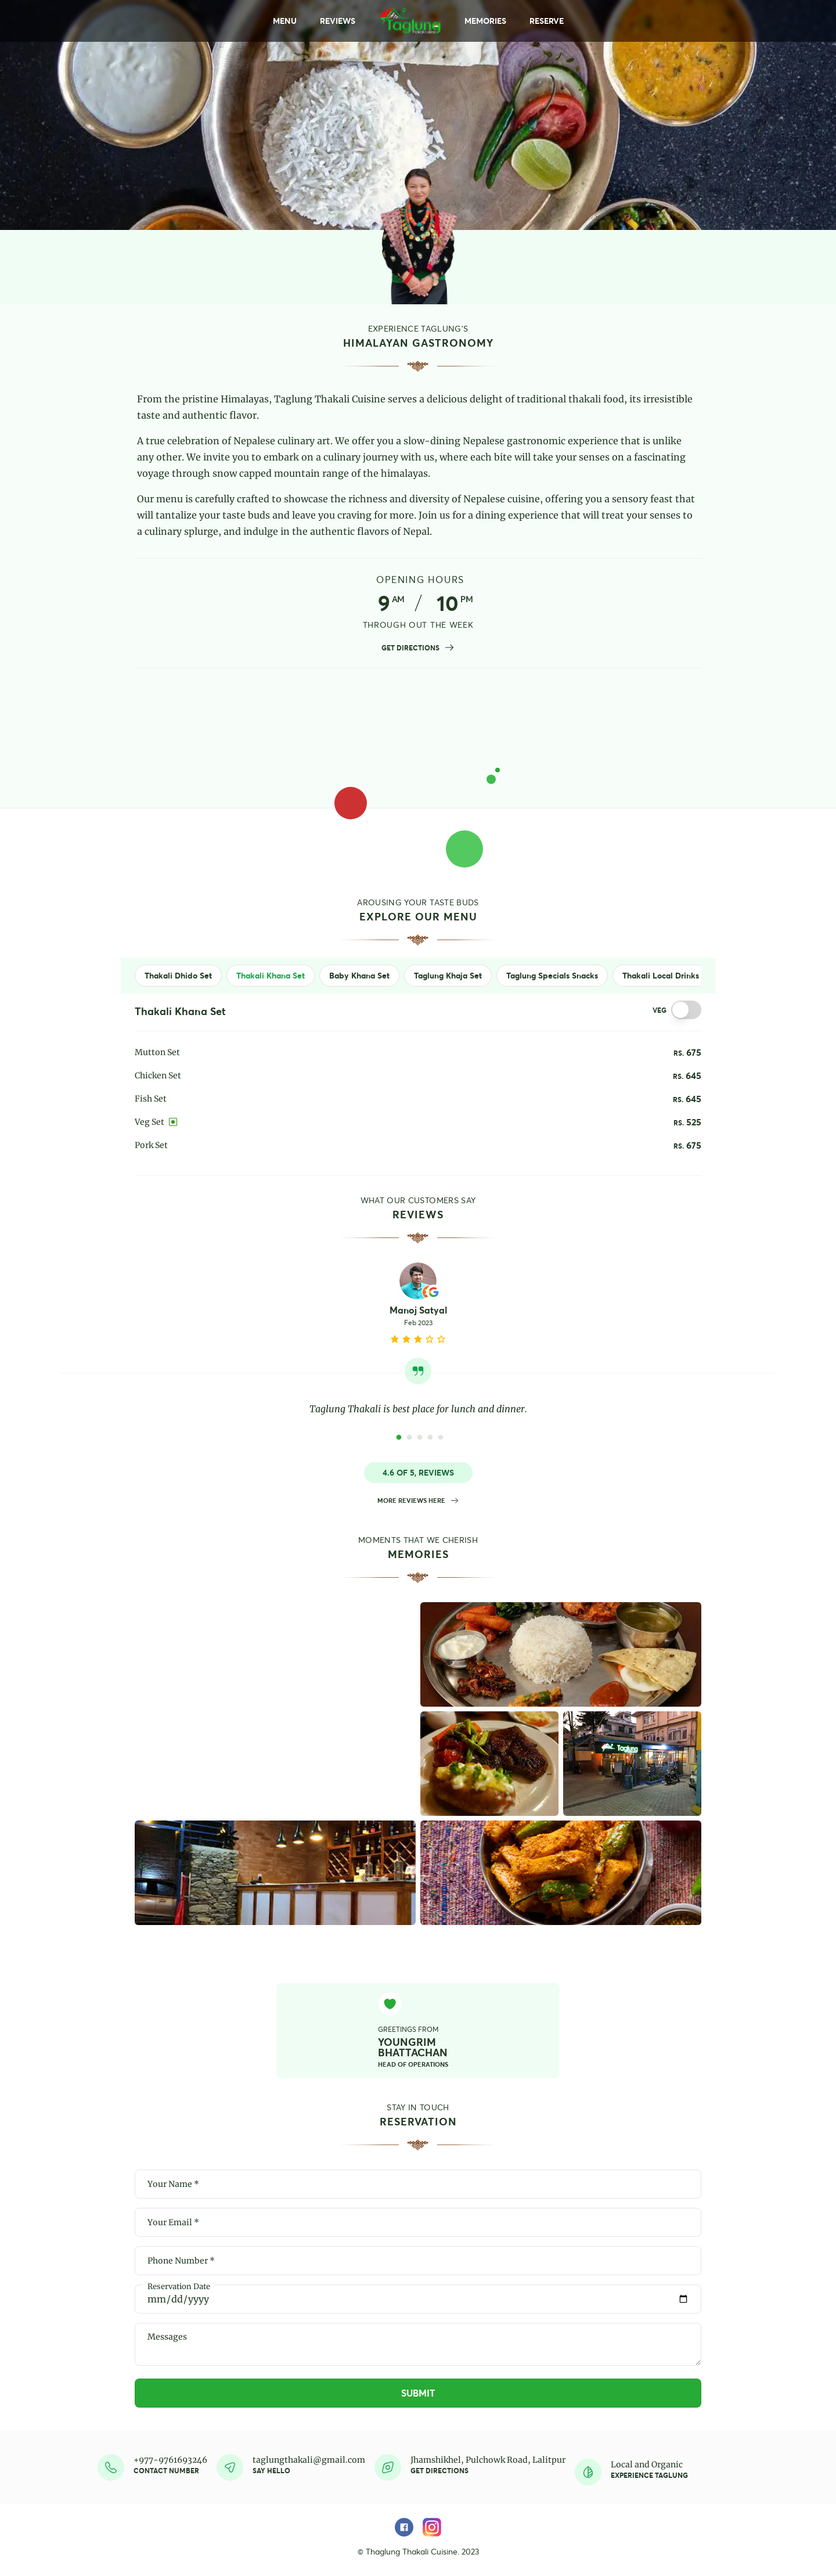 MENU
REVIEWS
Taglung
MEMORIES
RESERVE
EXPERIENCE TAGLUNG'S
HIMALAYAN GASTRONOMY
From the pristine Himalayas, Taglung Thakali Cuisine serves a delicious delight of traditional thakali food, its irresistible
taste and authentic flavor.
A true celebration of Nepalese culinary art. We offer you a slow-dining Nepalese gastronomic experience that is unlike
any other. We invite you to embark on a culinary journey with us, where each bite will take your senses on a fascinating
voyage through snow capped mountain range of the himalayas.
Our menu is carefully crafted to showcase the richness and diversity of Nepalese cuisine, offering you a sensory feast that
will tantalize your taste buds and leave you craving for more. Join us for a dining experience that will treat your senses to
a culinary splurge, and indulge in the authentic flavors of Nepal.
OPENING HOURS
9 AM / 10 PM
THROUGH OUT THE WEEK
GET DIRECTIONS
AROUSING YOUR TASTE BUDS
EXPLORE OUR MENU
Thakali Dhido Set
Thakali Khana Set
Baby Khana Set
Taglung Khaja Set
Taglung Specials Snacks
Thakali Local Drinks
Thakali Khana Set
VEG
Mutton Set RS. 675
Chicken Set RS. 645
Fish Set RS. 645
Veg Set RS. 525
Pork Set RS. 675
WHAT OUR CUSTOMERS SAY
REVIEWS
Manoj Satyal
Feb 2023
Taglung Thakali is best place for lunch and dinner.
4.6 OF 5, REVIEWS
MORE REVIEWS HERE
MOMENTS THAT WE CHERISH
MEMORIES
Taglung
GREETINGS FROM
YOUNGRIM
BHATTACHAN
HEAD OF OPERATIONS
STAY IN TOUCH
RESERVATION
Your Name *
Your Email *
Phone Number *
Reservation Date
mm/dd/yyyy
Messages
SUBMIT
+977-9761693246
CONTACT NUMBER
taglungthakali@gmail.com
SAY HELLO
Jhamshikhel, Pulchowk Road, Lalitpur
GET DIRECTIONS
Local and Organic
EXPERIENCE TAGLUNG
© Thaglung Thakali Cuisine. 2023